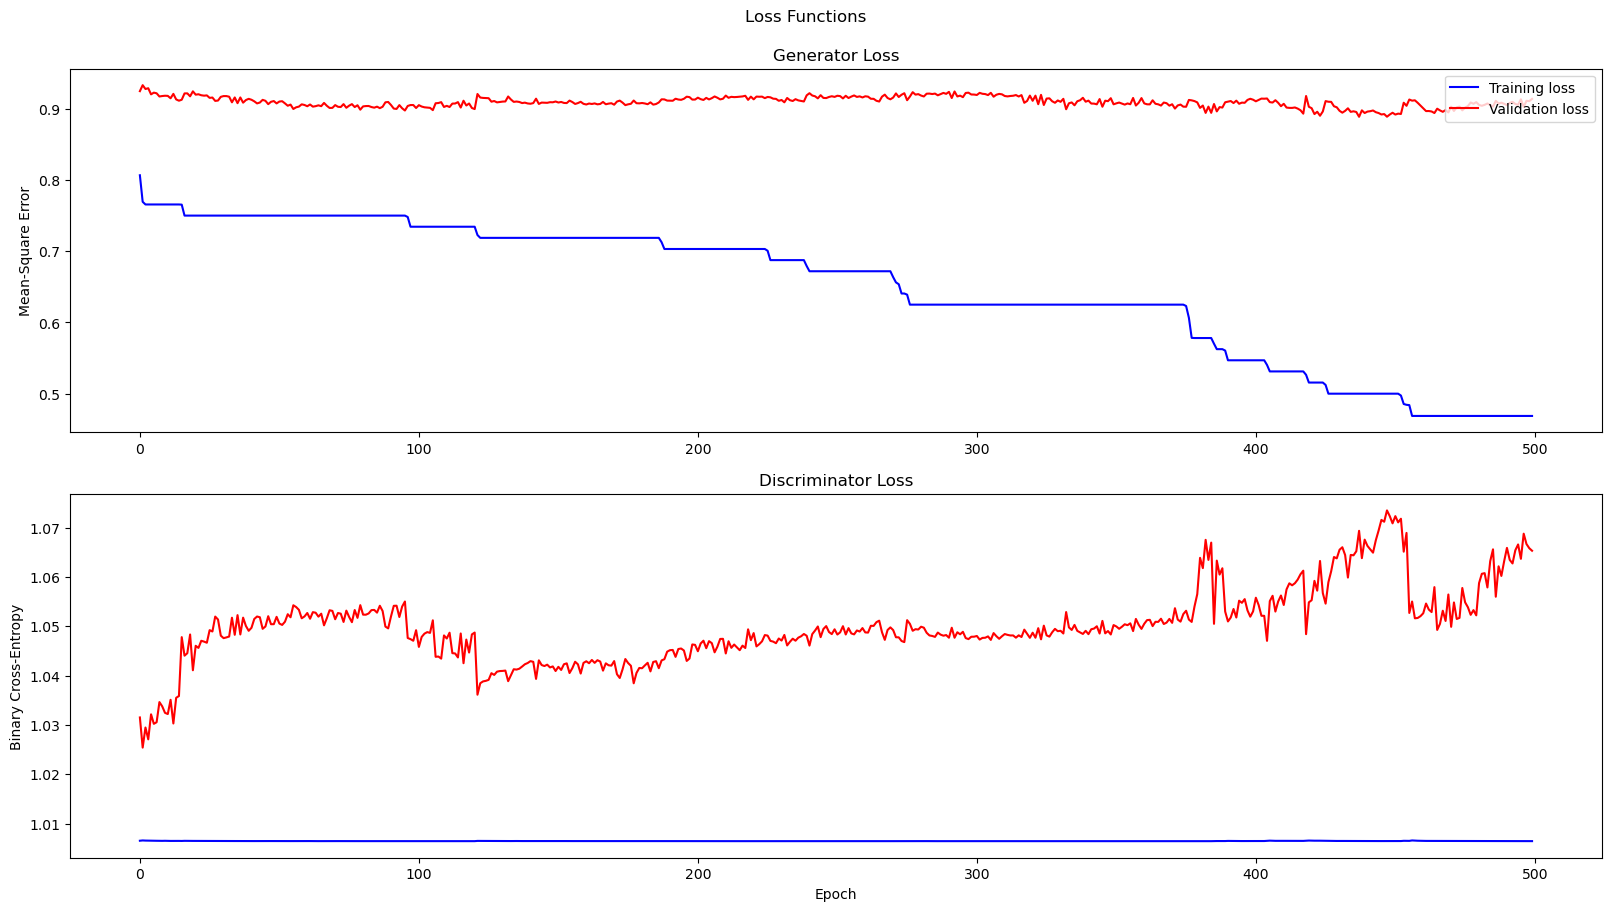 Loss Functions
Generator Loss
Training loss
Validation loss
Mean-Square Error
0.9
0.8
0.7
0.6
0.5
0 100 200 300 400 500
Discriminator Loss
Binary Cross-Entropy
1.07
1.06
1.05
1.04
1.03
1.02
1.01
0 100 200 300 400 500
Epoch